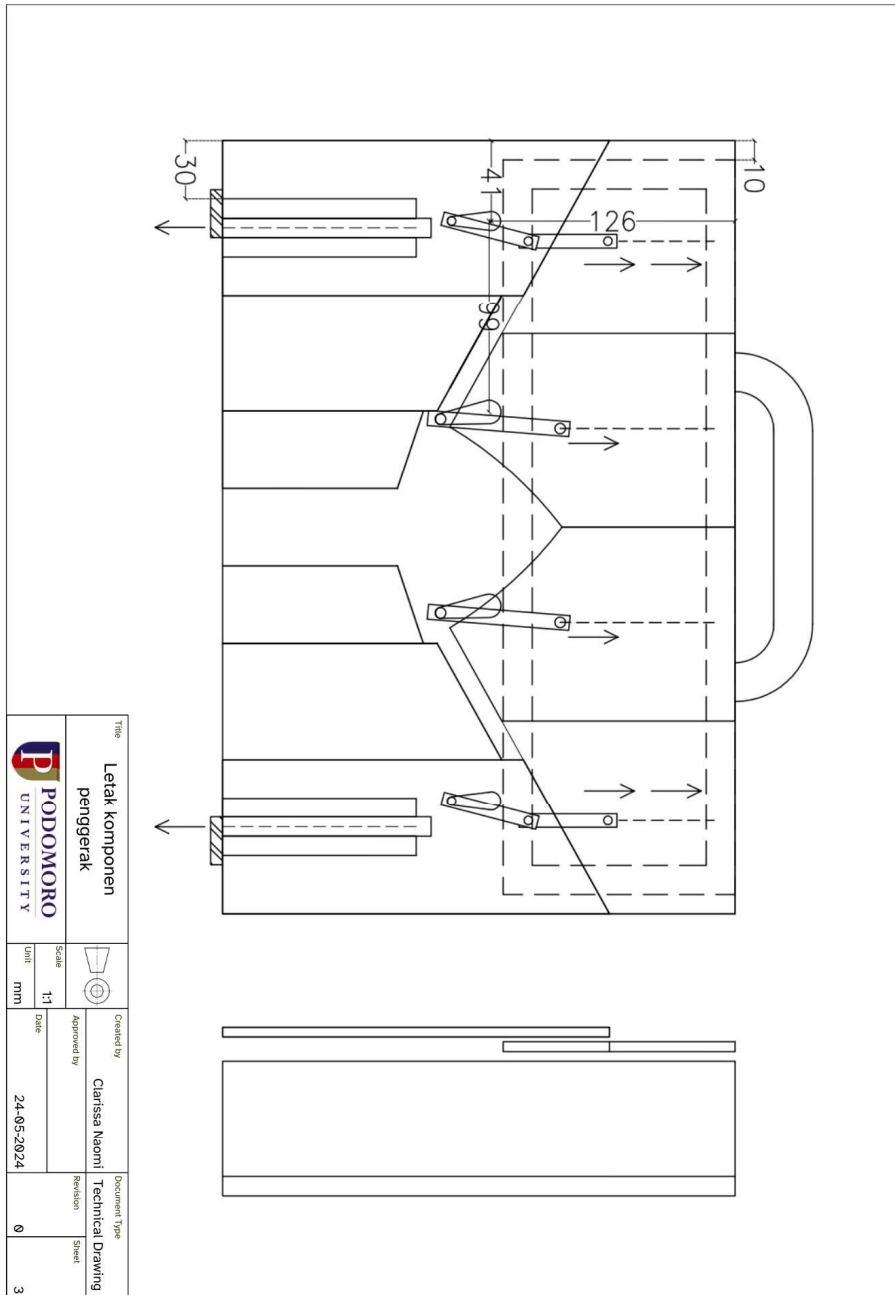 30
41
126
10
99
Title
Letak komponen
penggerak
PODOMORO
UNIVERSITY
Scale
1:1
Unit
mm
Created by
Clarissa Naomi
Approved by
Date
24-05-2024
Document Type
Technical Drawing
Revision
0
Sheet
3